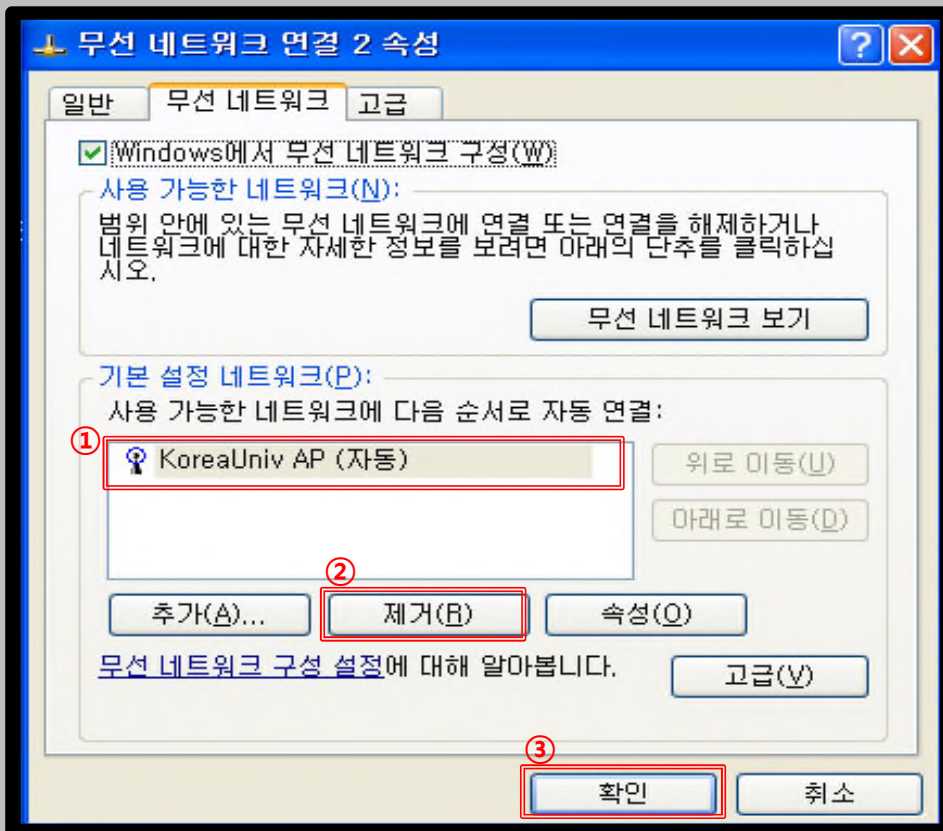 무선 네트워크 연결 2 속성
일반 무선 네트워크 고급
Windows에서 무선 네트워크 구성(W)
사용 가능한 네트워크(N):
범위 안에 있는 무선 네트워크에 연결 또는 연결을 해제하거나
네트워크에 대한 자세한 정보를 보려면 아래의 단추를 클릭하십
시오.
무선 네트워크 보기
기본 설정 네트워크(P):
사용 가능한 네트워크에 다음 순서로 자동 연결:
①
KoreaUniv AP (자동)
위로 이동(U)
아래로 이동(D)
②
추가(A)... 제거(R) 속성(O)
무선 네트워크 구성 설정에 대해 알아봅니다.
고급(V)
③
확인 취소